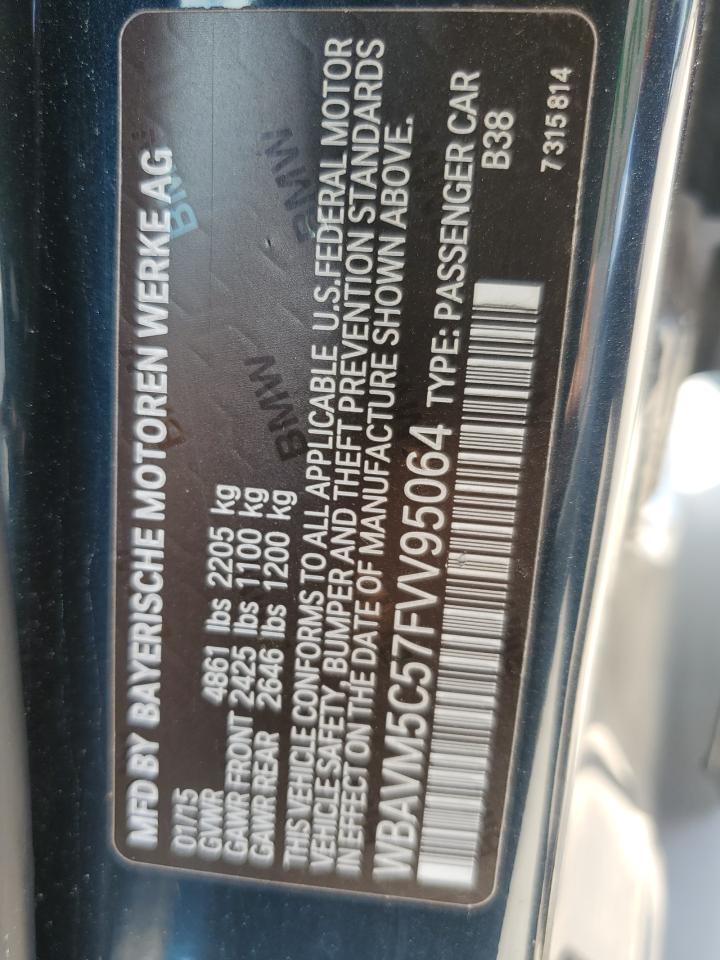 MFD BY BAYERISCHE MOTOREN WERKE AG
01/15
GVWR 4861 lbs 2205 kg
GAWR FRONT 2425 lbs 1100 kg
GAWR REAR 2646 lbs 1200 kg
THIS VEHICLE CONFORMS TO ALL APPLICABLE U.S.FEDERAL MOTOR
VEHICLE SAFETY, BUMPER AND THEFT PREVENTION STANDARDS
IN EFFECT ON THE DATE OF MANUFACTURE SHOWN ABOVE.
WBAVM5C57FVV95064 TYPE: PASSENGER CAR
B38
7 315 814
BMW
BMW
BMW